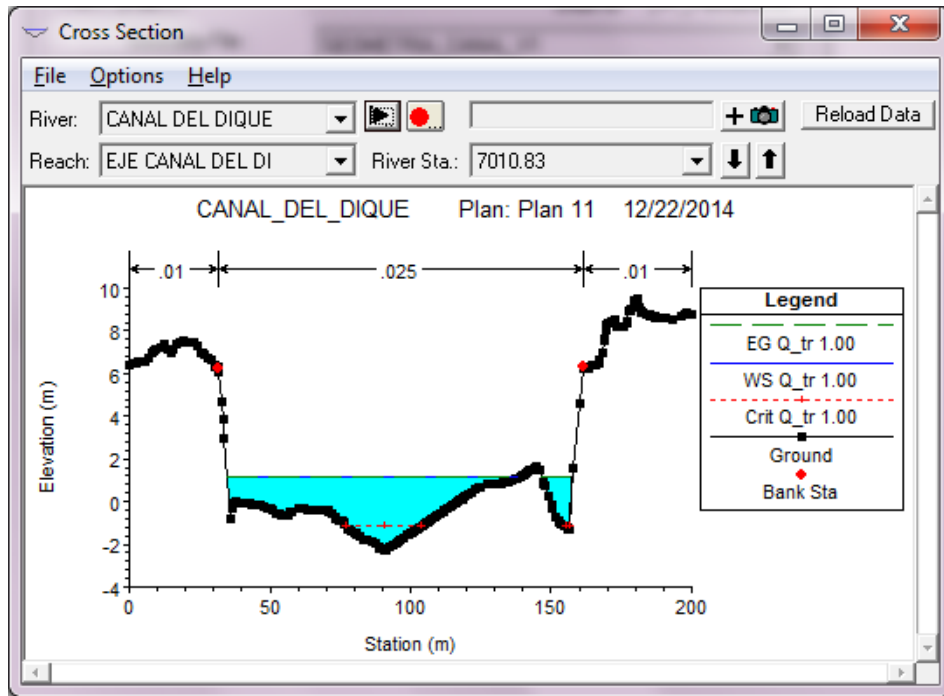 Cross Section
File Options Help
River: CANAL DEL DIQUE Reload Data
Reach: EJE CANAL DEL DI River Sta.: 7010.83
CANAL_DEL_DIQUE Plan: Plan 11 12/22/2014
.01 .025 .01
10
8
6
4
2
0
-2
-4
Elevation (m)
0 50 100 150 200
Station (m)
Legend
EG Q_tr 1.00
WS Q_tr 1.00
Crit Q_tr 1.00
Ground
Bank Sta